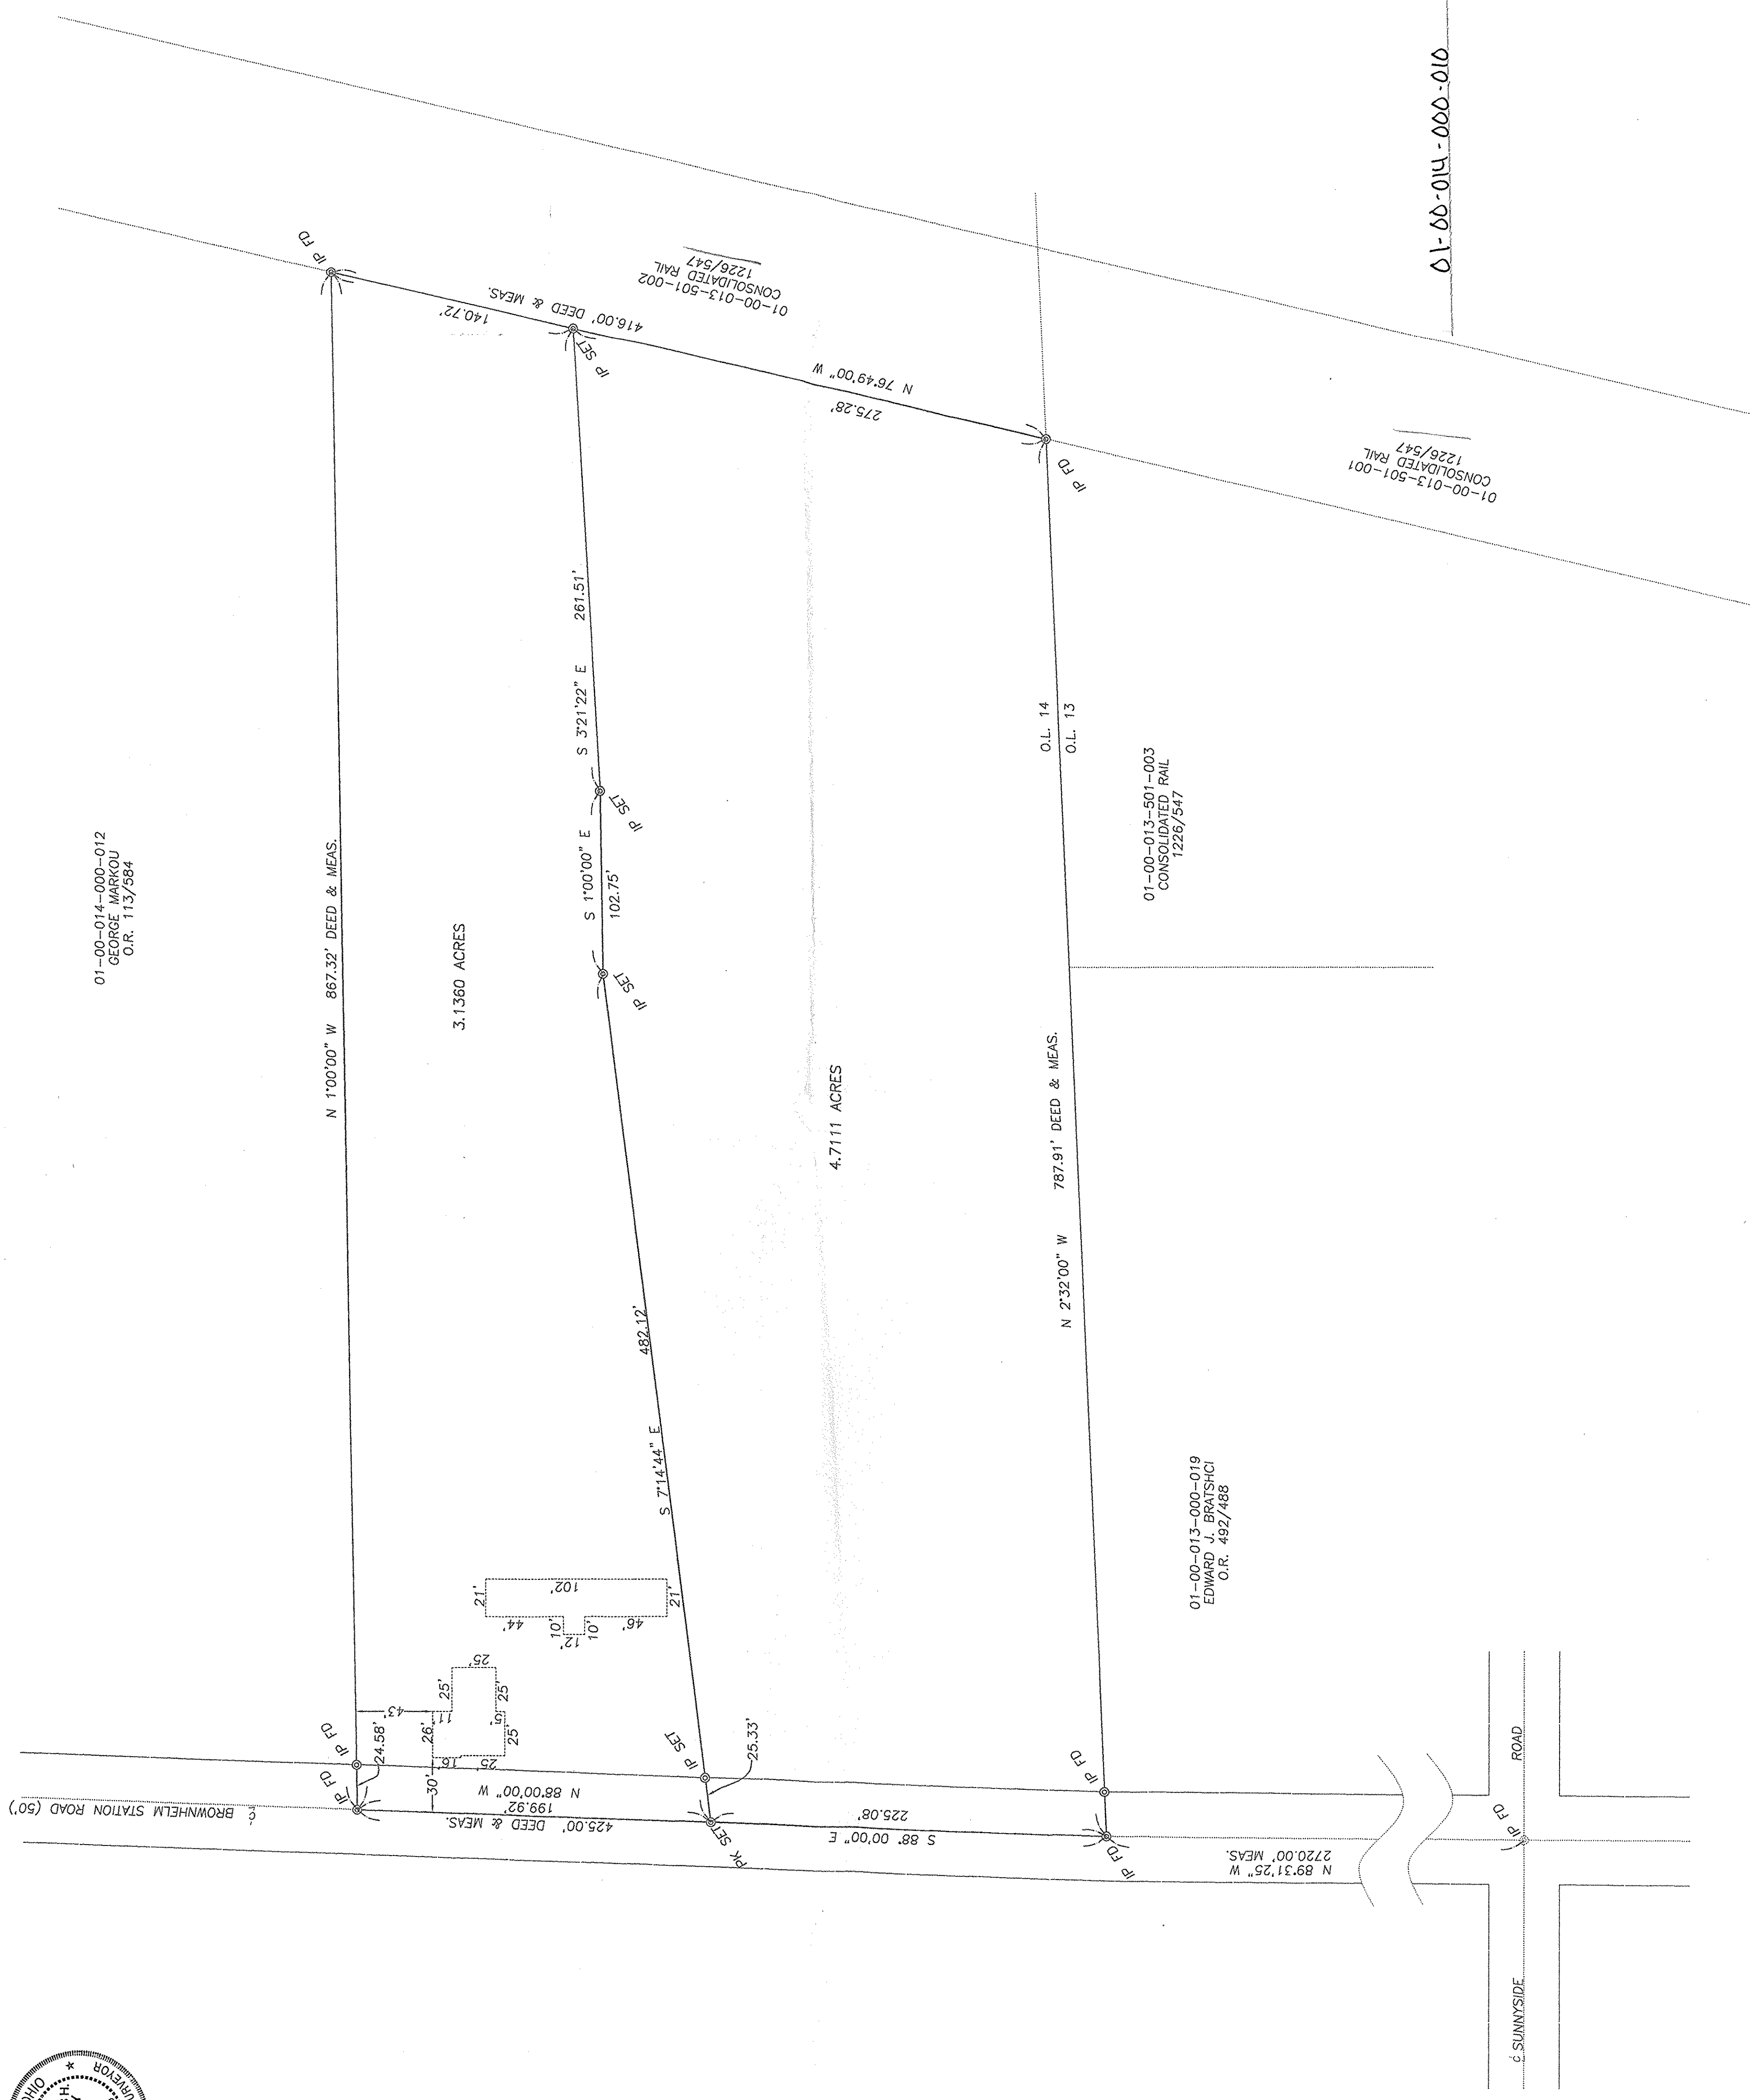 01-00-014-000-010
IP FD
01-00-013-501-002
CONSOLIDATED RAIL
1226/547
416.00' DEED & MEAS.
140.72'
IP SET
N 76°49'00" W
275.28'
IP FD
01-00-013-501-001
CONSOLIDATED RAIL
1226/547
S 3°21'22" E 261.51'
O.L. 14
O.L. 13
IP SET
S 1°00'00" E
102.75'
IP SET
01-00-013-501-003
CONSOLIDATED RAIL
1226/547
01-00-014-000-012
GEORGE MARKOU
O.R. 113/584
N 1°00'00" W 867.32' DEED & MEAS.
3.1360 ACRES
4.7111 ACRES
N 2°32'00" W 787.91' DEED & MEAS.
S 7°14'44" E 482.12'
01-00-013-000-019
EDWARD J. BRATSHCI
O.R. 492/488
102'
21'
21'
44'
10'
12'
10'
46'
25'
25'
25'
43'
11'
5'
26'
25'
16'
25'
30'
IP FD
24.58'
IP FD
IP SET
25.33'
IP FD
N 88°00'00" W
199.92'
425.00' DEED & MEAS.
BROWNHELM STATION ROAD (50')
PK SET
225.08'
S 88°00'00" E
IP FD
N 89°31'25" W
2720.00' MEAS.
IP FD
SUNNYSIDE ROAD
OHIO
SURVEYOR